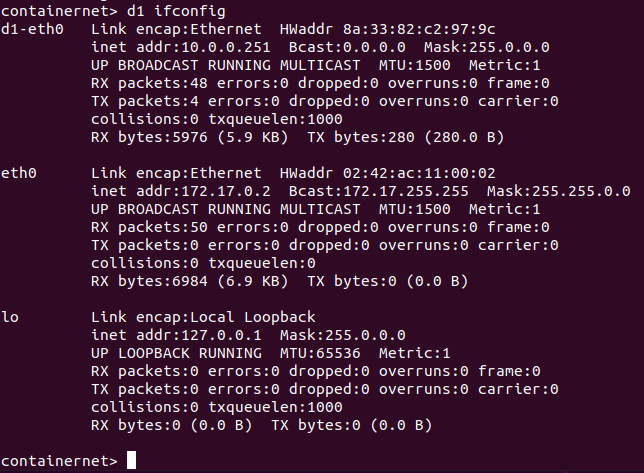 containernet> d1 ifconfig
d1-eth0   Link encap:Ethernet  HWaddr 8a:33:82:c2:97:9c
          inet addr:10.0.0.251  Bcast:0.0.0.0  Mask:255.0.0.0
          UP BROADCAST RUNNING MULTICAST  MTU:1500  Metric:1
          RX packets:48 errors:0 dropped:0 overruns:0 frame:0
          TX packets:4 errors:0 dropped:0 overruns:0 carrier:0
          collisions:0 txqueuelen:1000
          RX bytes:5976 (5.9 KB)  TX bytes:280 (280.0 B)

eth0      Link encap:Ethernet  HWaddr 02:42:ac:11:00:02
          inet addr:172.17.0.2  Bcast:172.17.255.255  Mask:255.255.0.0
          UP BROADCAST RUNNING MULTICAST  MTU:1500  Metric:1
          RX packets:50 errors:0 dropped:0 overruns:0 frame:0
          TX packets:0 errors:0 dropped:0 overruns:0 carrier:0
          collisions:0 txqueuelen:0
          RX bytes:6984 (6.9 KB)  TX bytes:0 (0.0 B)

lo        Link encap:Local Loopback
          inet addr:127.0.0.1  Mask:255.0.0.0
          UP LOOPBACK RUNNING  MTU:65536  Metric:1
          RX packets:0 errors:0 dropped:0 overruns:0 frame:0
          TX packets:0 errors:0 dropped:0 overruns:0 carrier:0
          collisions:0 txqueuelen:1000
          RX bytes:0 (0.0 B)  TX bytes:0 (0.0 B)

containernet>